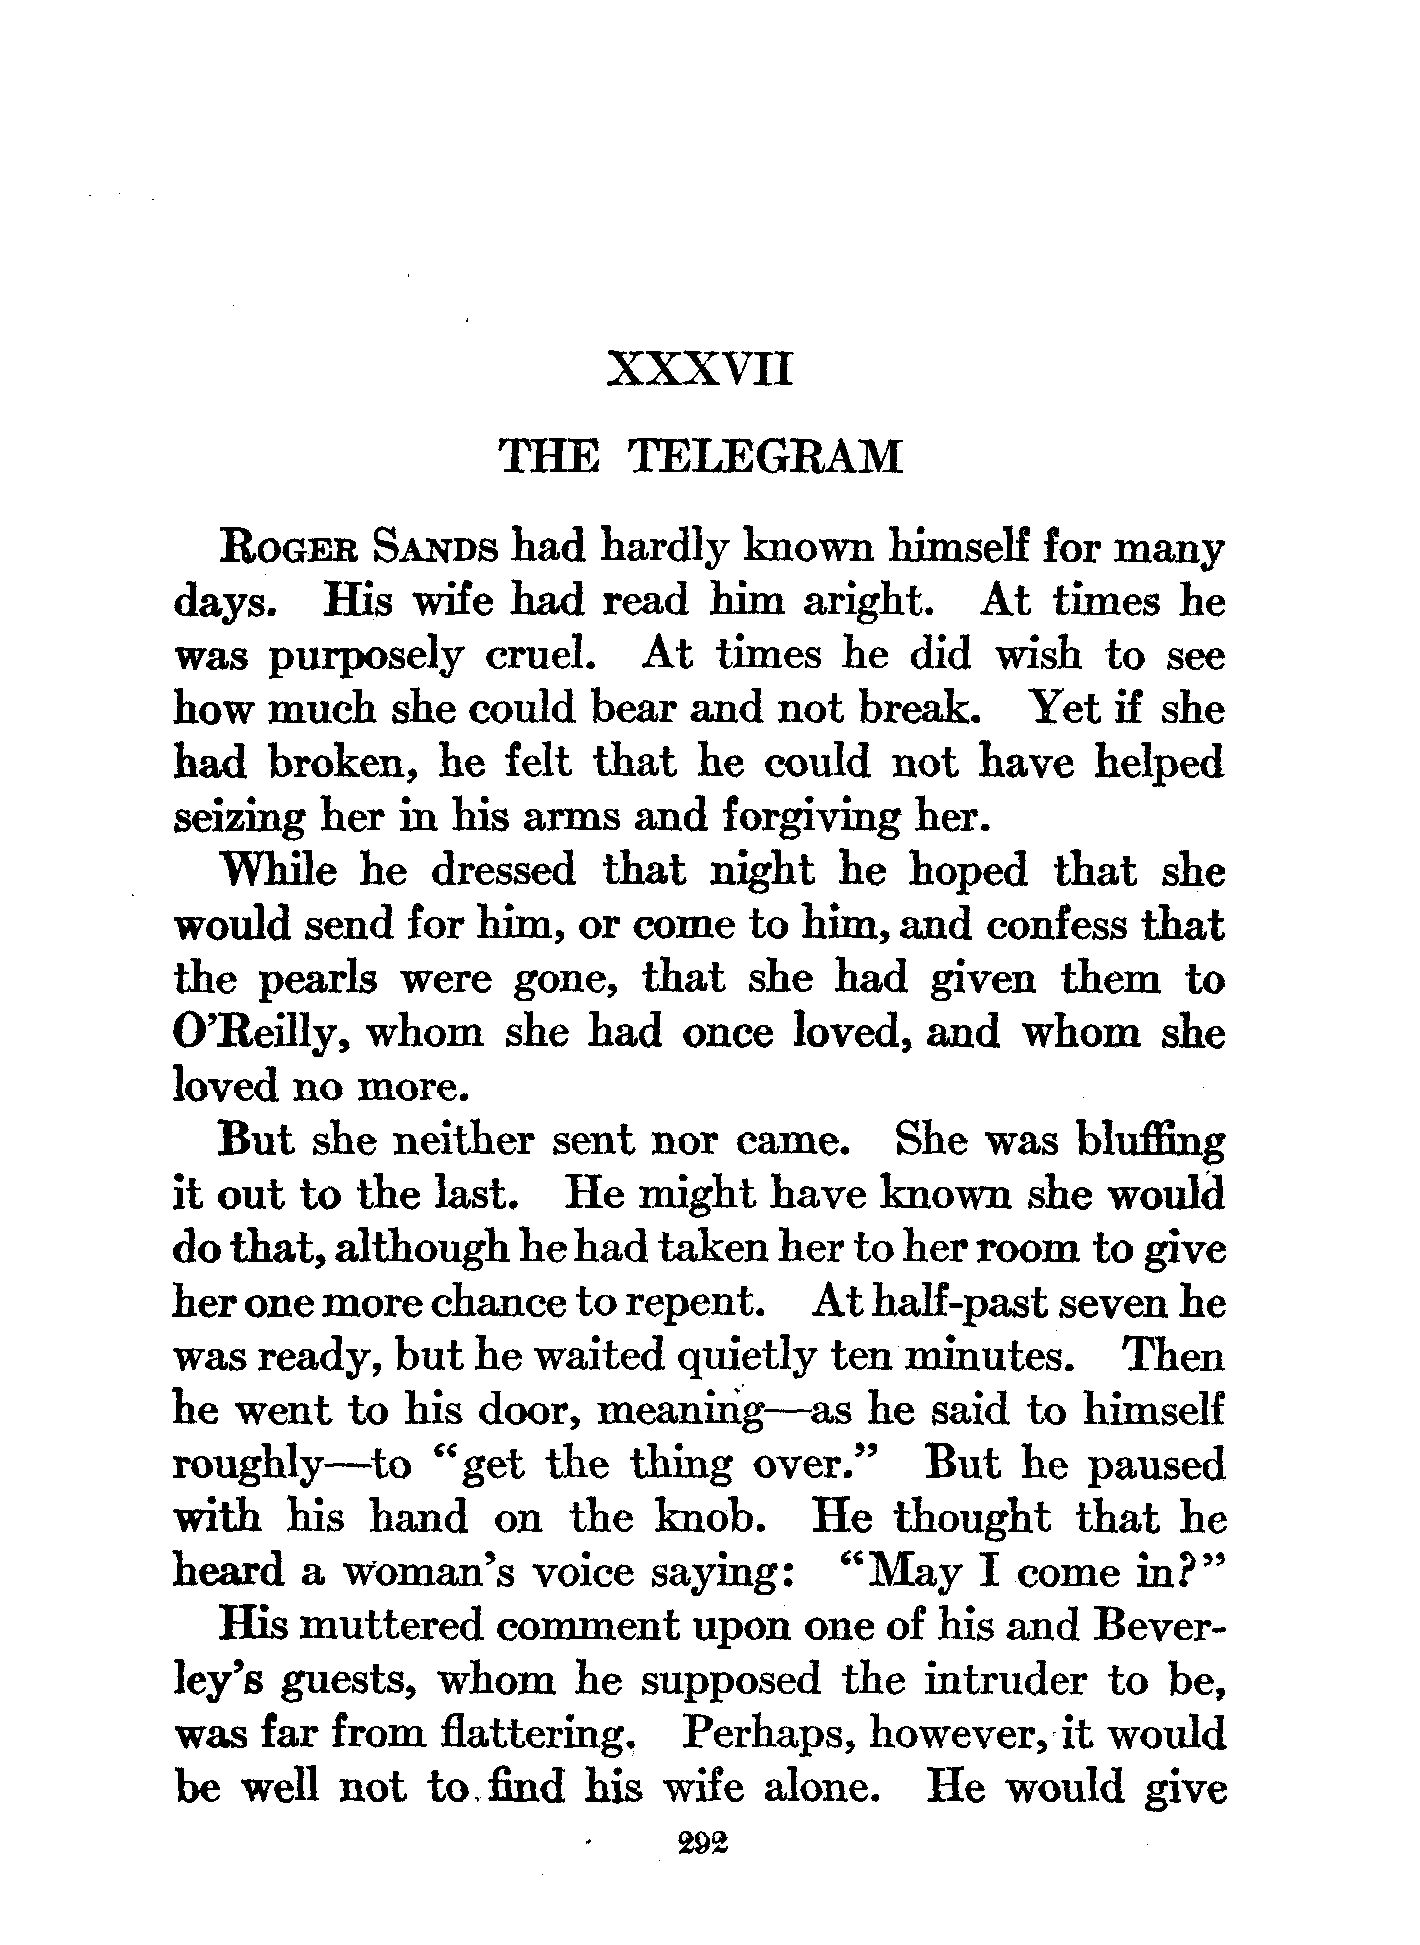 XXXVII
THE TELEGRAM
ROGER SANDS had hardly known himself for many
days. His wife had read him aright. At times he
was purposely cruel. At times he did wish to see
how much she could bear and not break. Yet if she
had broken, he felt that he could not have helped
seizing her in his arms and forgiving her.
While he dressed that night he hoped that she
would send for him, or come to him, and confess that
the pearls were gone, that she had given them to
O'Reilly, whom she had once loved, and whom she
loved no more.
But she neither sent nor came. She was bluffing
it out to the last. He might have known she would
do that, although he had taken her to her room to give
her one more chance to repent. At half-past seven he
was ready, but he waited quietly ten minutes. Then
he went to his door, meaning—as he said to himself
roughly—to "get the thing over." But he paused
with his hand on the knob. He thought that he
heard a woman's voice saying: "May I come in?"
His muttered comment upon one of his and Bever-
ley's guests, whom he supposed the intruder to be,
was far from flattering. Perhaps, however, it would
be well not to find his wife alone. He would give
292